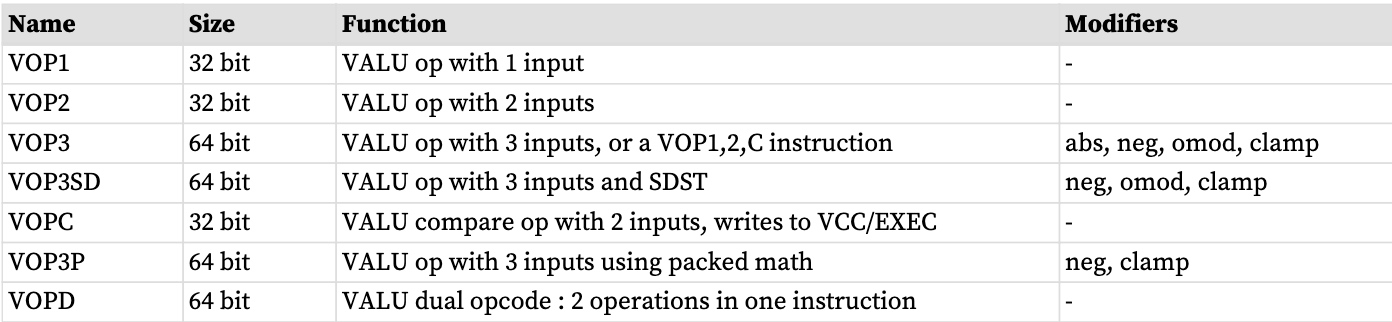 Name Size Function Modifiers
VOP1 32 bit VALU op with 1 input -
VOP2 32 bit VALU op with 2 inputs -
VOP3 64 bit VALU op with 3 inputs, or a VOP1,2,C instruction abs, neg, omod, clamp
VOP3SD 64 bit VALU op with 3 inputs and SDST neg, omod, clamp
VOPC 32 bit VALU compare op with 2 inputs, writes to VCC/EXEC -
VOP3P 64 bit VALU op with 3 inputs using packed math neg, clamp
VOPD 64 bit VALU dual opcode : 2 operations in one instruction -